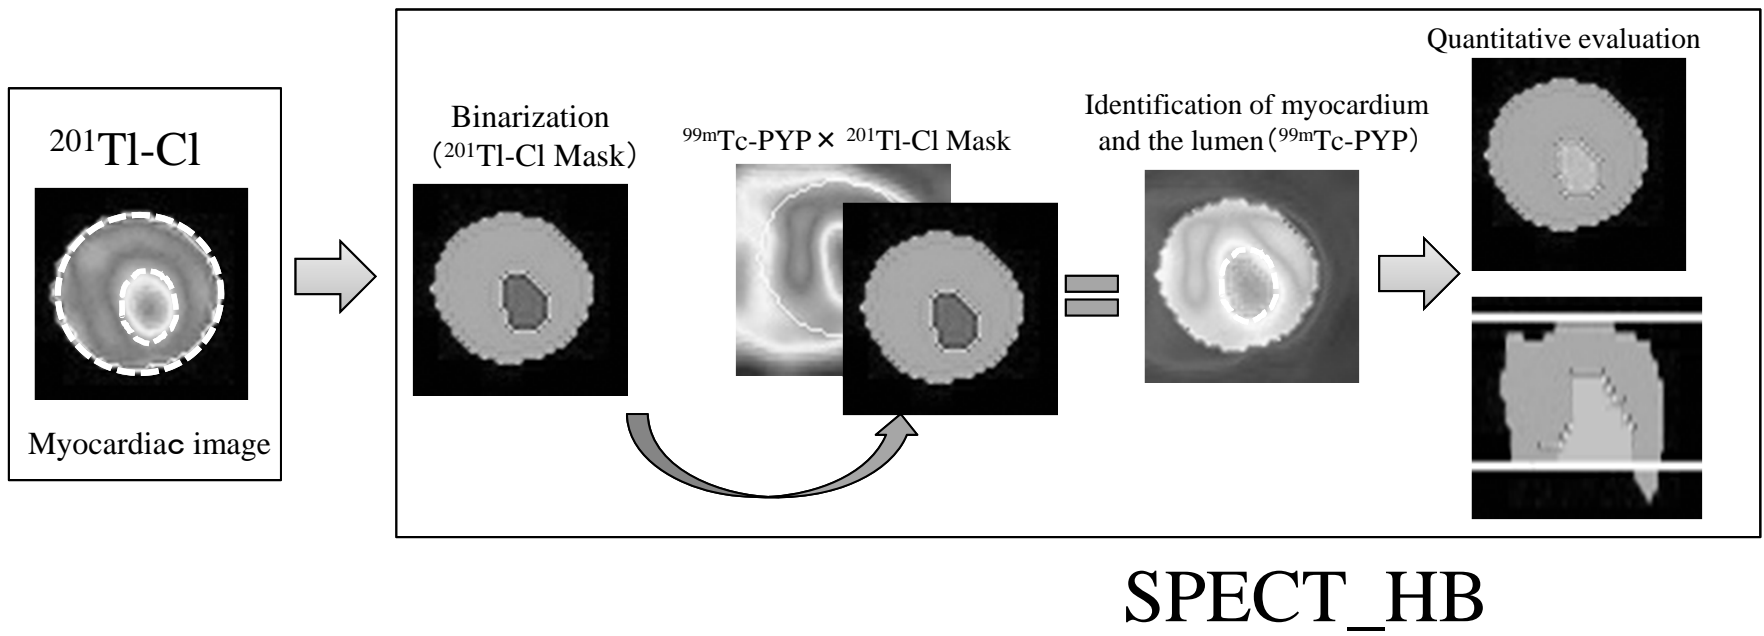 ²⁰¹Tl-Cl
Myocardiac image
Binarization
(²⁰¹Tl-Cl Mask)
⁹⁹ᵐTc-PYP × ²⁰¹Tl-Cl Mask
Identification of myocardium
and the lumen(⁹⁹ᵐTc-PYP)
Quantitative evaluation
SPECT_HB